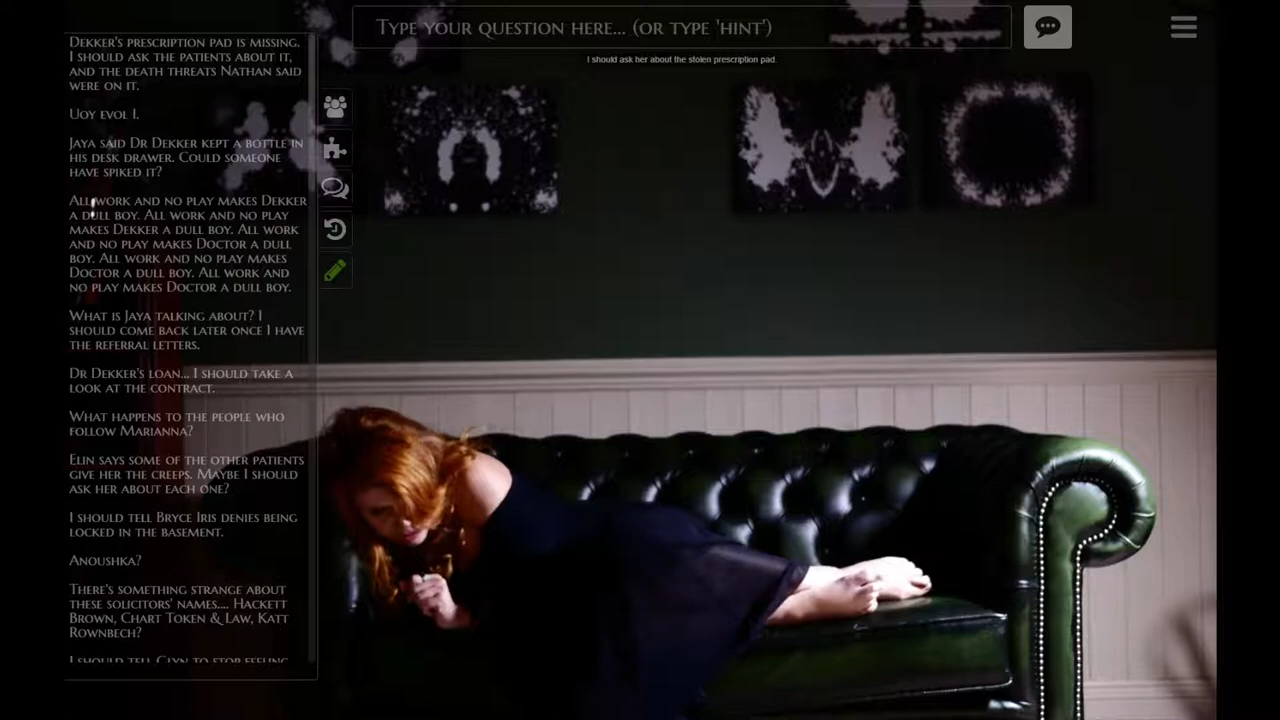 Type your question here... (or type 'hint')
I should ask her about the stolen prescription pad.
Dekker's prescription pad is missing.
I should ask the patients about it,
and the death threats Nathan said
were on it.
Uoy evol I.
Jaya said Dr Dekker kept a bottle in
his desk drawer. Could someone
have spiked it?
All work and no play makes Dekker
a dull boy. All work and no play
makes Dekker a dull boy. All work
and no play makes Doctor a dull
boy. All work and no play makes
Doctor a dull boy. All work and
no play makes Doctor a dull boy.
What is Jaya talking about? I
should come back later once I have
the referral letters.
Dr Dekker's loan... I should take a
look at the contract.
What happens to the people who
follow Marianna?
Elin says some of the other patients
give her the creeps. Maybe I should
ask her about each one?
I should tell Bryce Iris denies being
locked in the basement.
Anoushka?
There's something strange about
these solicitors' names.... Hackett
Brown, Chart Token & Law, Katt
Rownbech?
I should tell Glyn to stop feeling